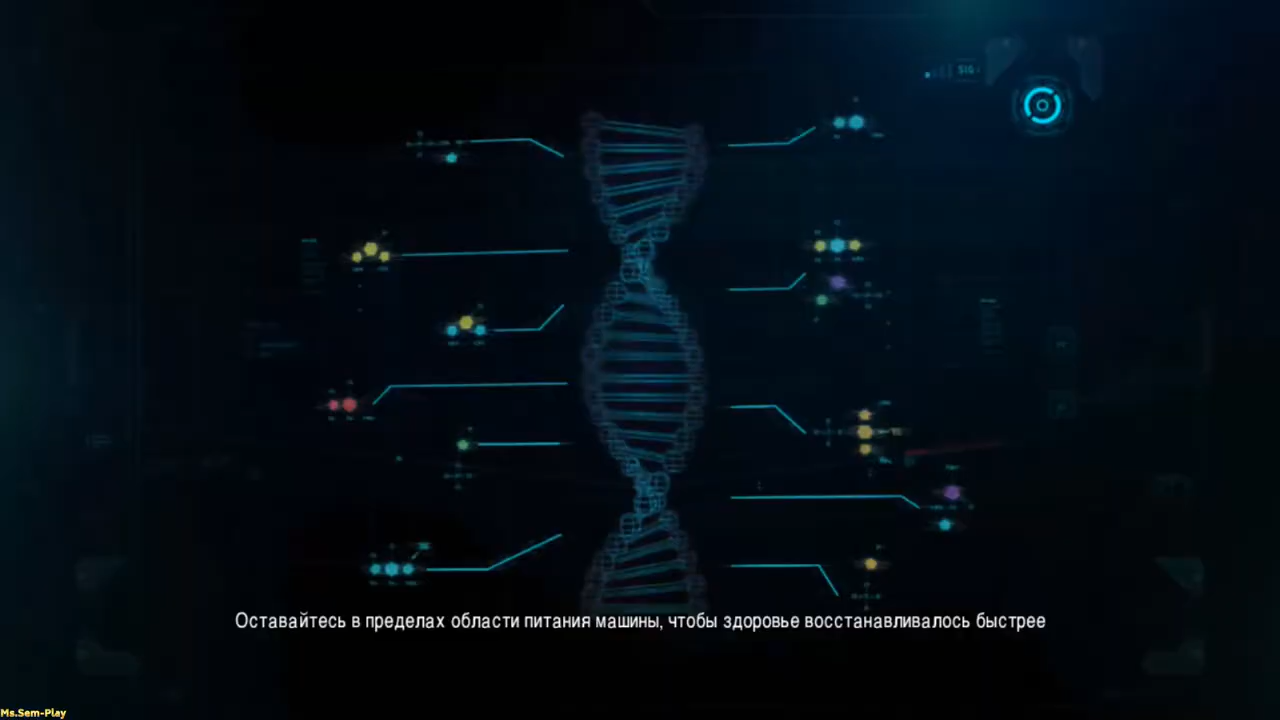 SIG
Оставайтесь в пределах области питания машины, чтобы здоровье восстанавливалось быстрее
Ms.Sem-Play